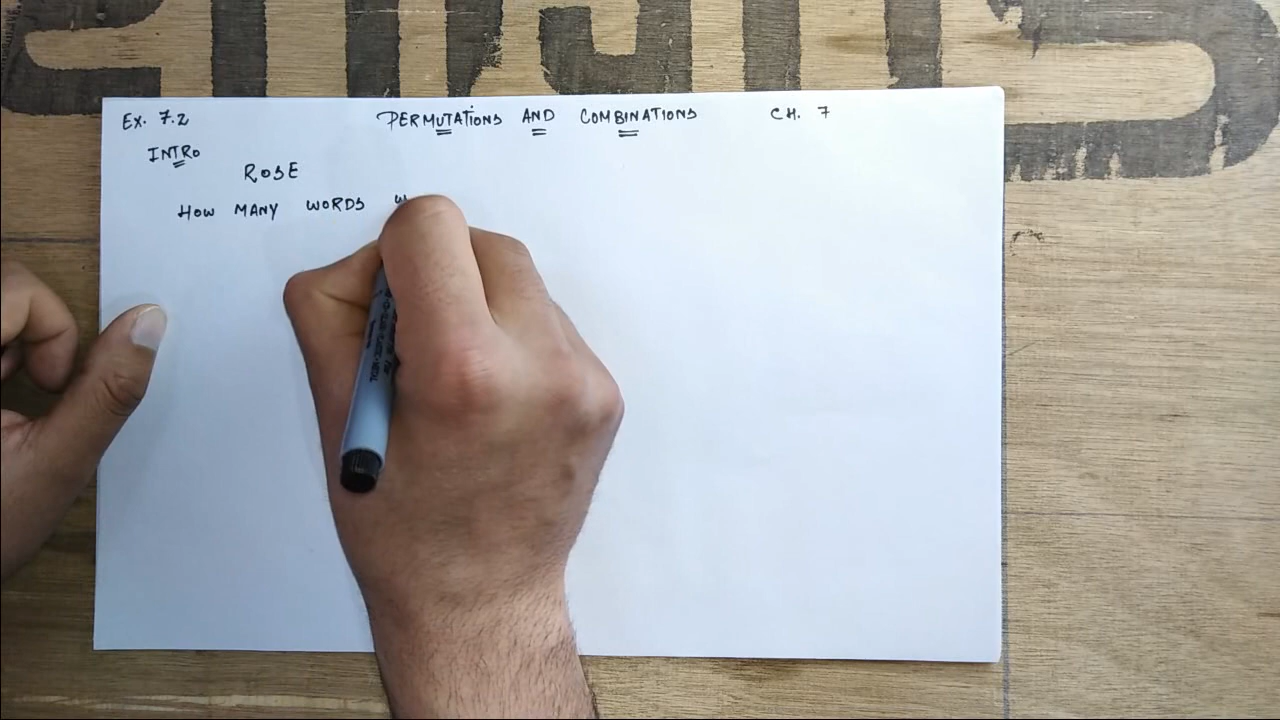 Ex. 7.2 PERMUTATIONS AND COMBINATIONS CH. 7
INTRO
ROSE
HOW MANY WORDS W